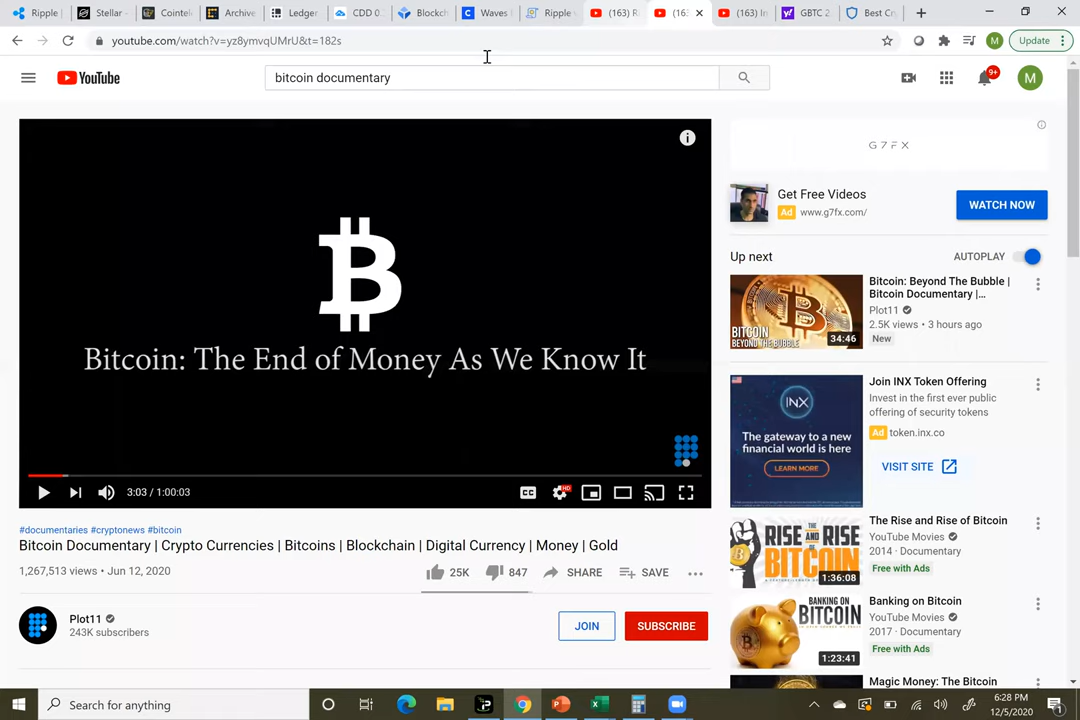 Ripple
Stellar -
Cointele
Archive
Ledger
CDD 0.
Blockch
Waves
Ripple v
(163) R
(163
(163) In
GBTC 2
Best Cry
youtube.com/watch?v=yz8ymvqUMrU&t=182s
M
Update
YouTube
bitcoin documentary
9+
M
Bitcoin: The End of Money As We Know It
3:03 / 1:00:03
CC
HD
#documentaries #cryptonews #bitcoin
Bitcoin Documentary | Crypto Currencies | Bitcoins | Blockchain | Digital Currency | Money | Gold
1,267,513 views • Jun 12, 2020
25K
847
SHARE
SAVE
Plot11
243K subscribers
JOIN
SUBSCRIBE
G7FX
Get Free Videos
Ad www.g7fx.com/
WATCH NOW
Up next
AUTOPLAY
BITCOIN
BEYOND THE BUBBLE
34:46
Bitcoin: Beyond The Bubble |
Bitcoin Documentary |...
Plot11
2.5K views • 3 hours ago
New
INX
The gateway to a new
financial world is here
LEARN MORE
Join INX Token Offering
Invest in the first ever public
offering of security tokens
Ad token.inx.co
VISIT SITE
THE
RISE AND
RISE OF
BITCOIN
1:36:08
The Rise and Rise of Bitcoin
YouTube Movies
2014 · Documentary
Free with Ads
BANKING ON
BITCOIN
1:23:41
Banking on Bitcoin
YouTube Movies
2017 · Documentary
Free with Ads
Magic Money: The Bitcoin
Search for anything
6:28 PM
12/5/2020
1